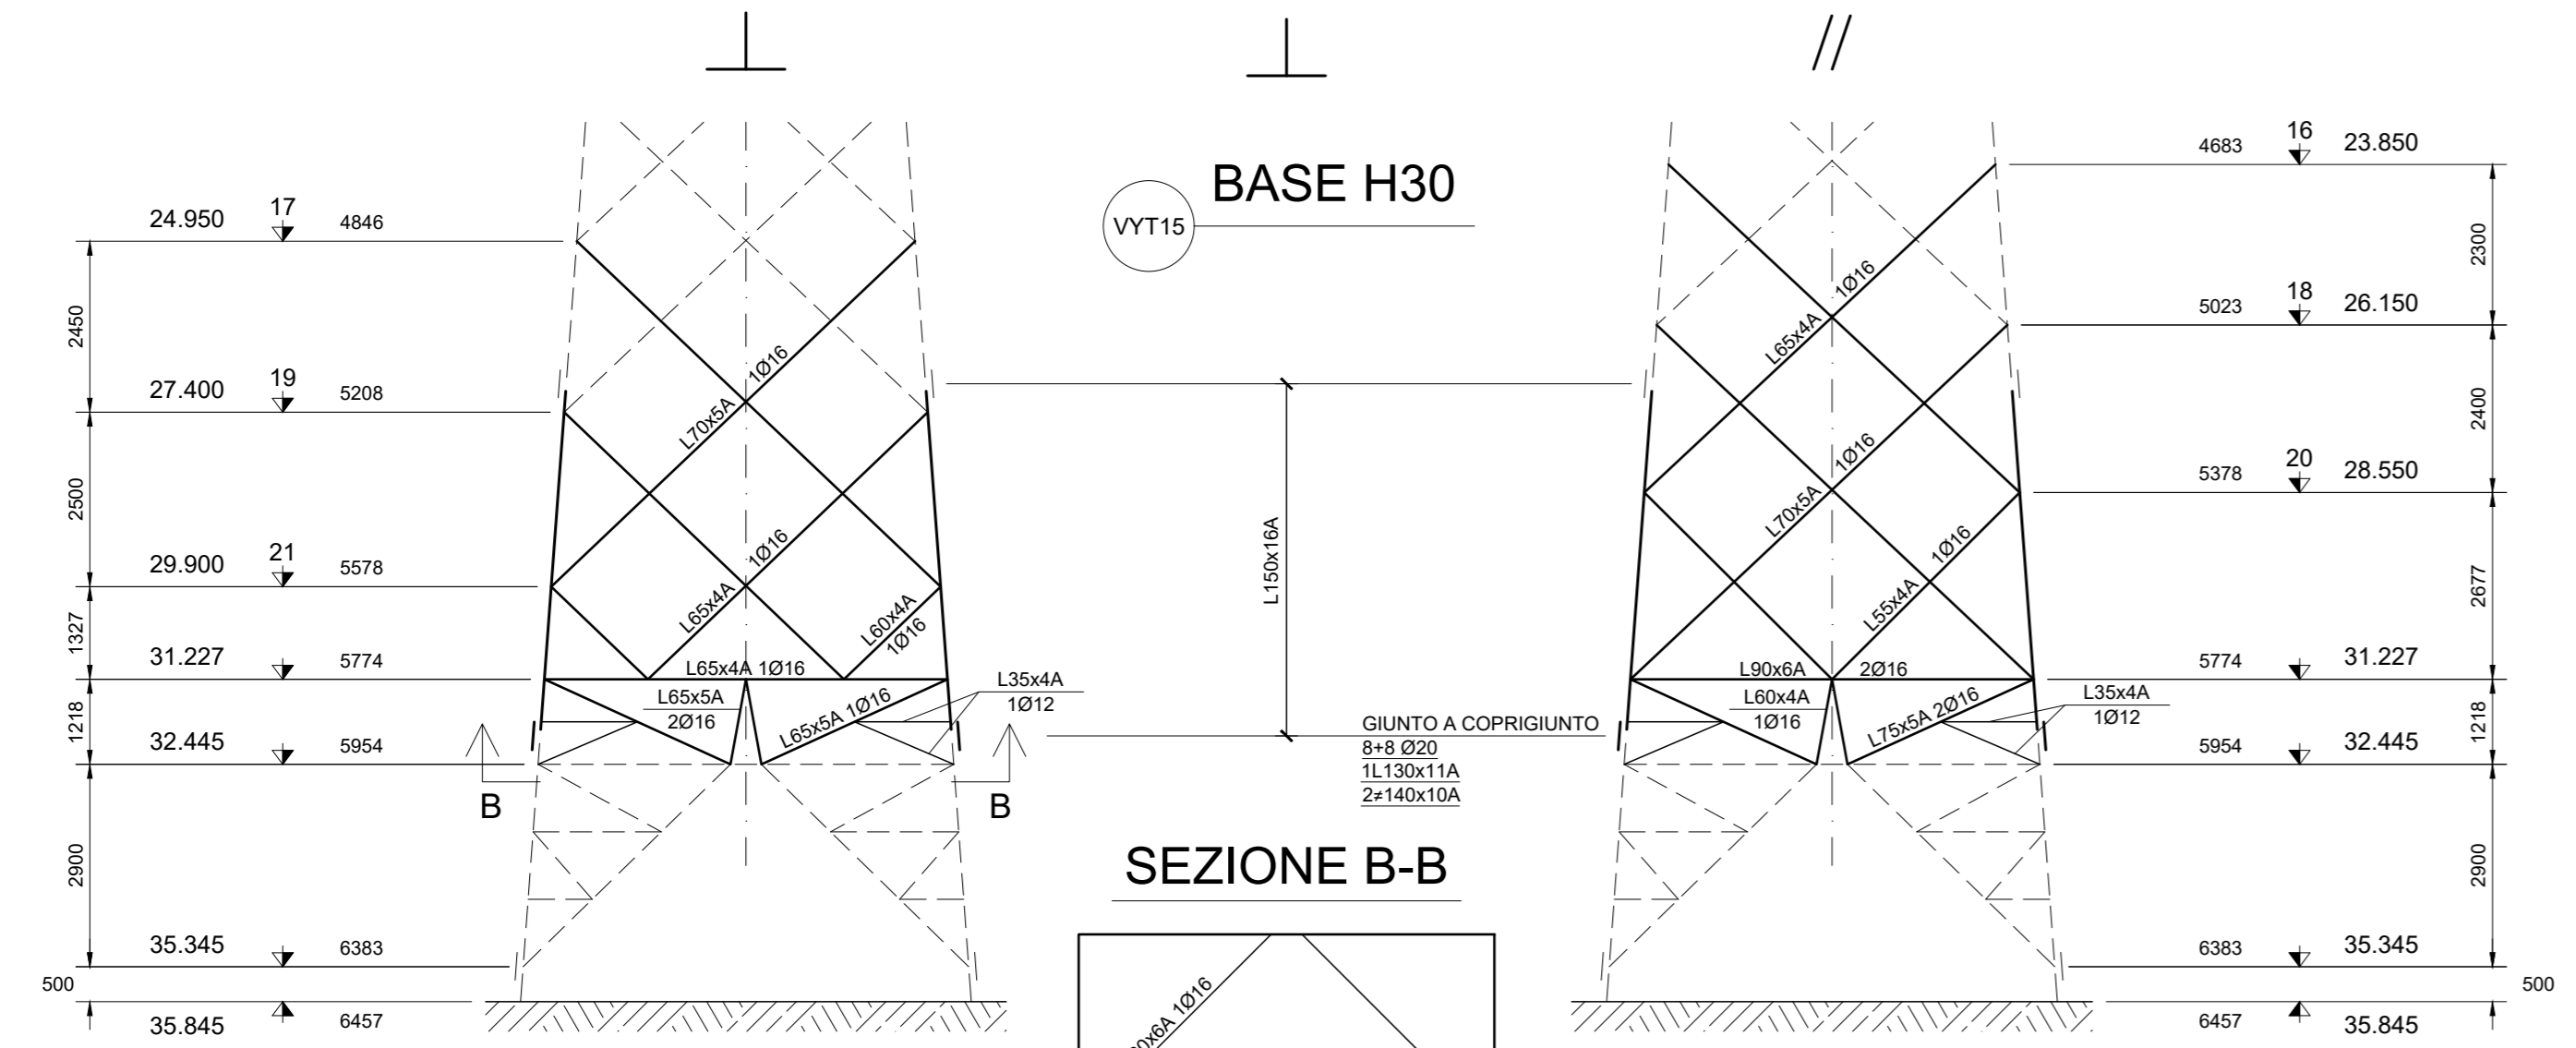 BASE H30
VYT15
24.950 17 4846
2450
27.400 19 5208
2500
29.900 21 5578
1327
31.227 5774
1218
32.445 5954
2900
35.345 6383
500
35.845 6457
L70x5A 1Ø16
L65x4A 1Ø16
L60x4A
1Ø16
L65x4A 1Ø16
L65x5A
2Ø16
L65x5A 1Ø16
L35x4A
1Ø12
B B
L150x16A
GIUNTO A COPRIGIUNTO
8+8 Ø20
1L130x11A
2≠140x10A
SEZIONE B-B
L65x4A 1Ø16
L70x5A 1Ø16
L55x4A 1Ø16
L90x6A 2Ø16
L60x4A
1Ø16
L75x5A 2Ø16
L35x4A
1Ø12
4683 16 23.850
2300
5023 18 26.150
2400
5378 20 28.550
2677
5774 31.227
1218
5954 32.445
2900
6383 35.345
500
6457 35.845
1Ø16